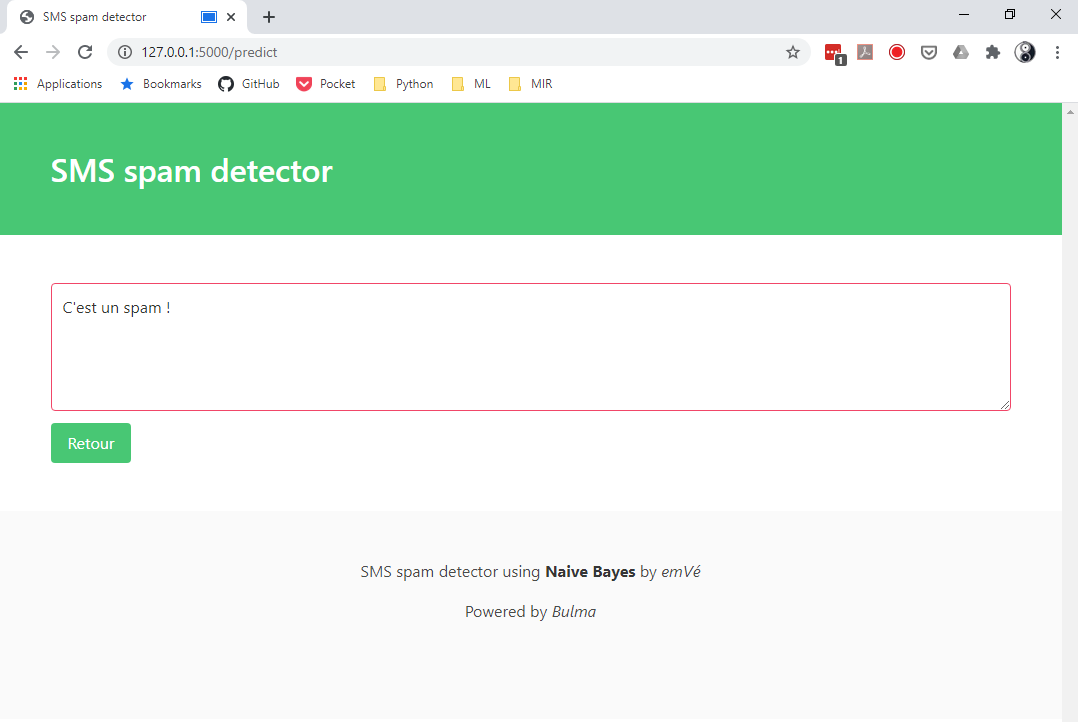 SMS spam detector
127.0.0.1:5000/predict
1
Applications Bookmarks GitHub Pocket Python ML MIR
SMS spam detector
C'est un spam !
Retour
SMS spam detector using Naive Bayes by emVé
Powered by Bulma